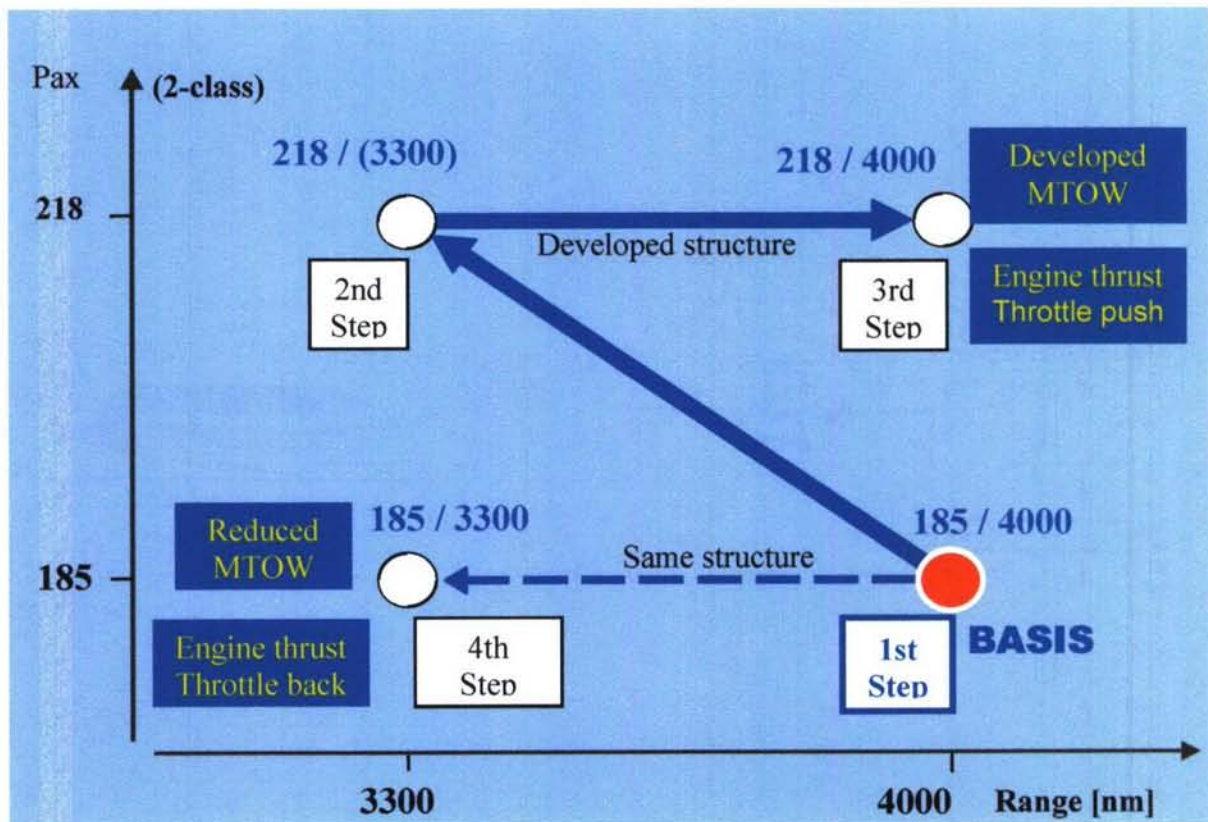 Pax
(2-class)
218 / (3300)
218 / 4000
Developed
MTOW
218
Developed structure
2nd
Step
3rd
Step
Engine thrust
Throttle push
Reduced
MTOW
185 / 3300
185 / 4000
Same structure
185
Engine thrust
Throttle back
4th
Step
1st
Step
BASIS
3300
4000
Range [nm]